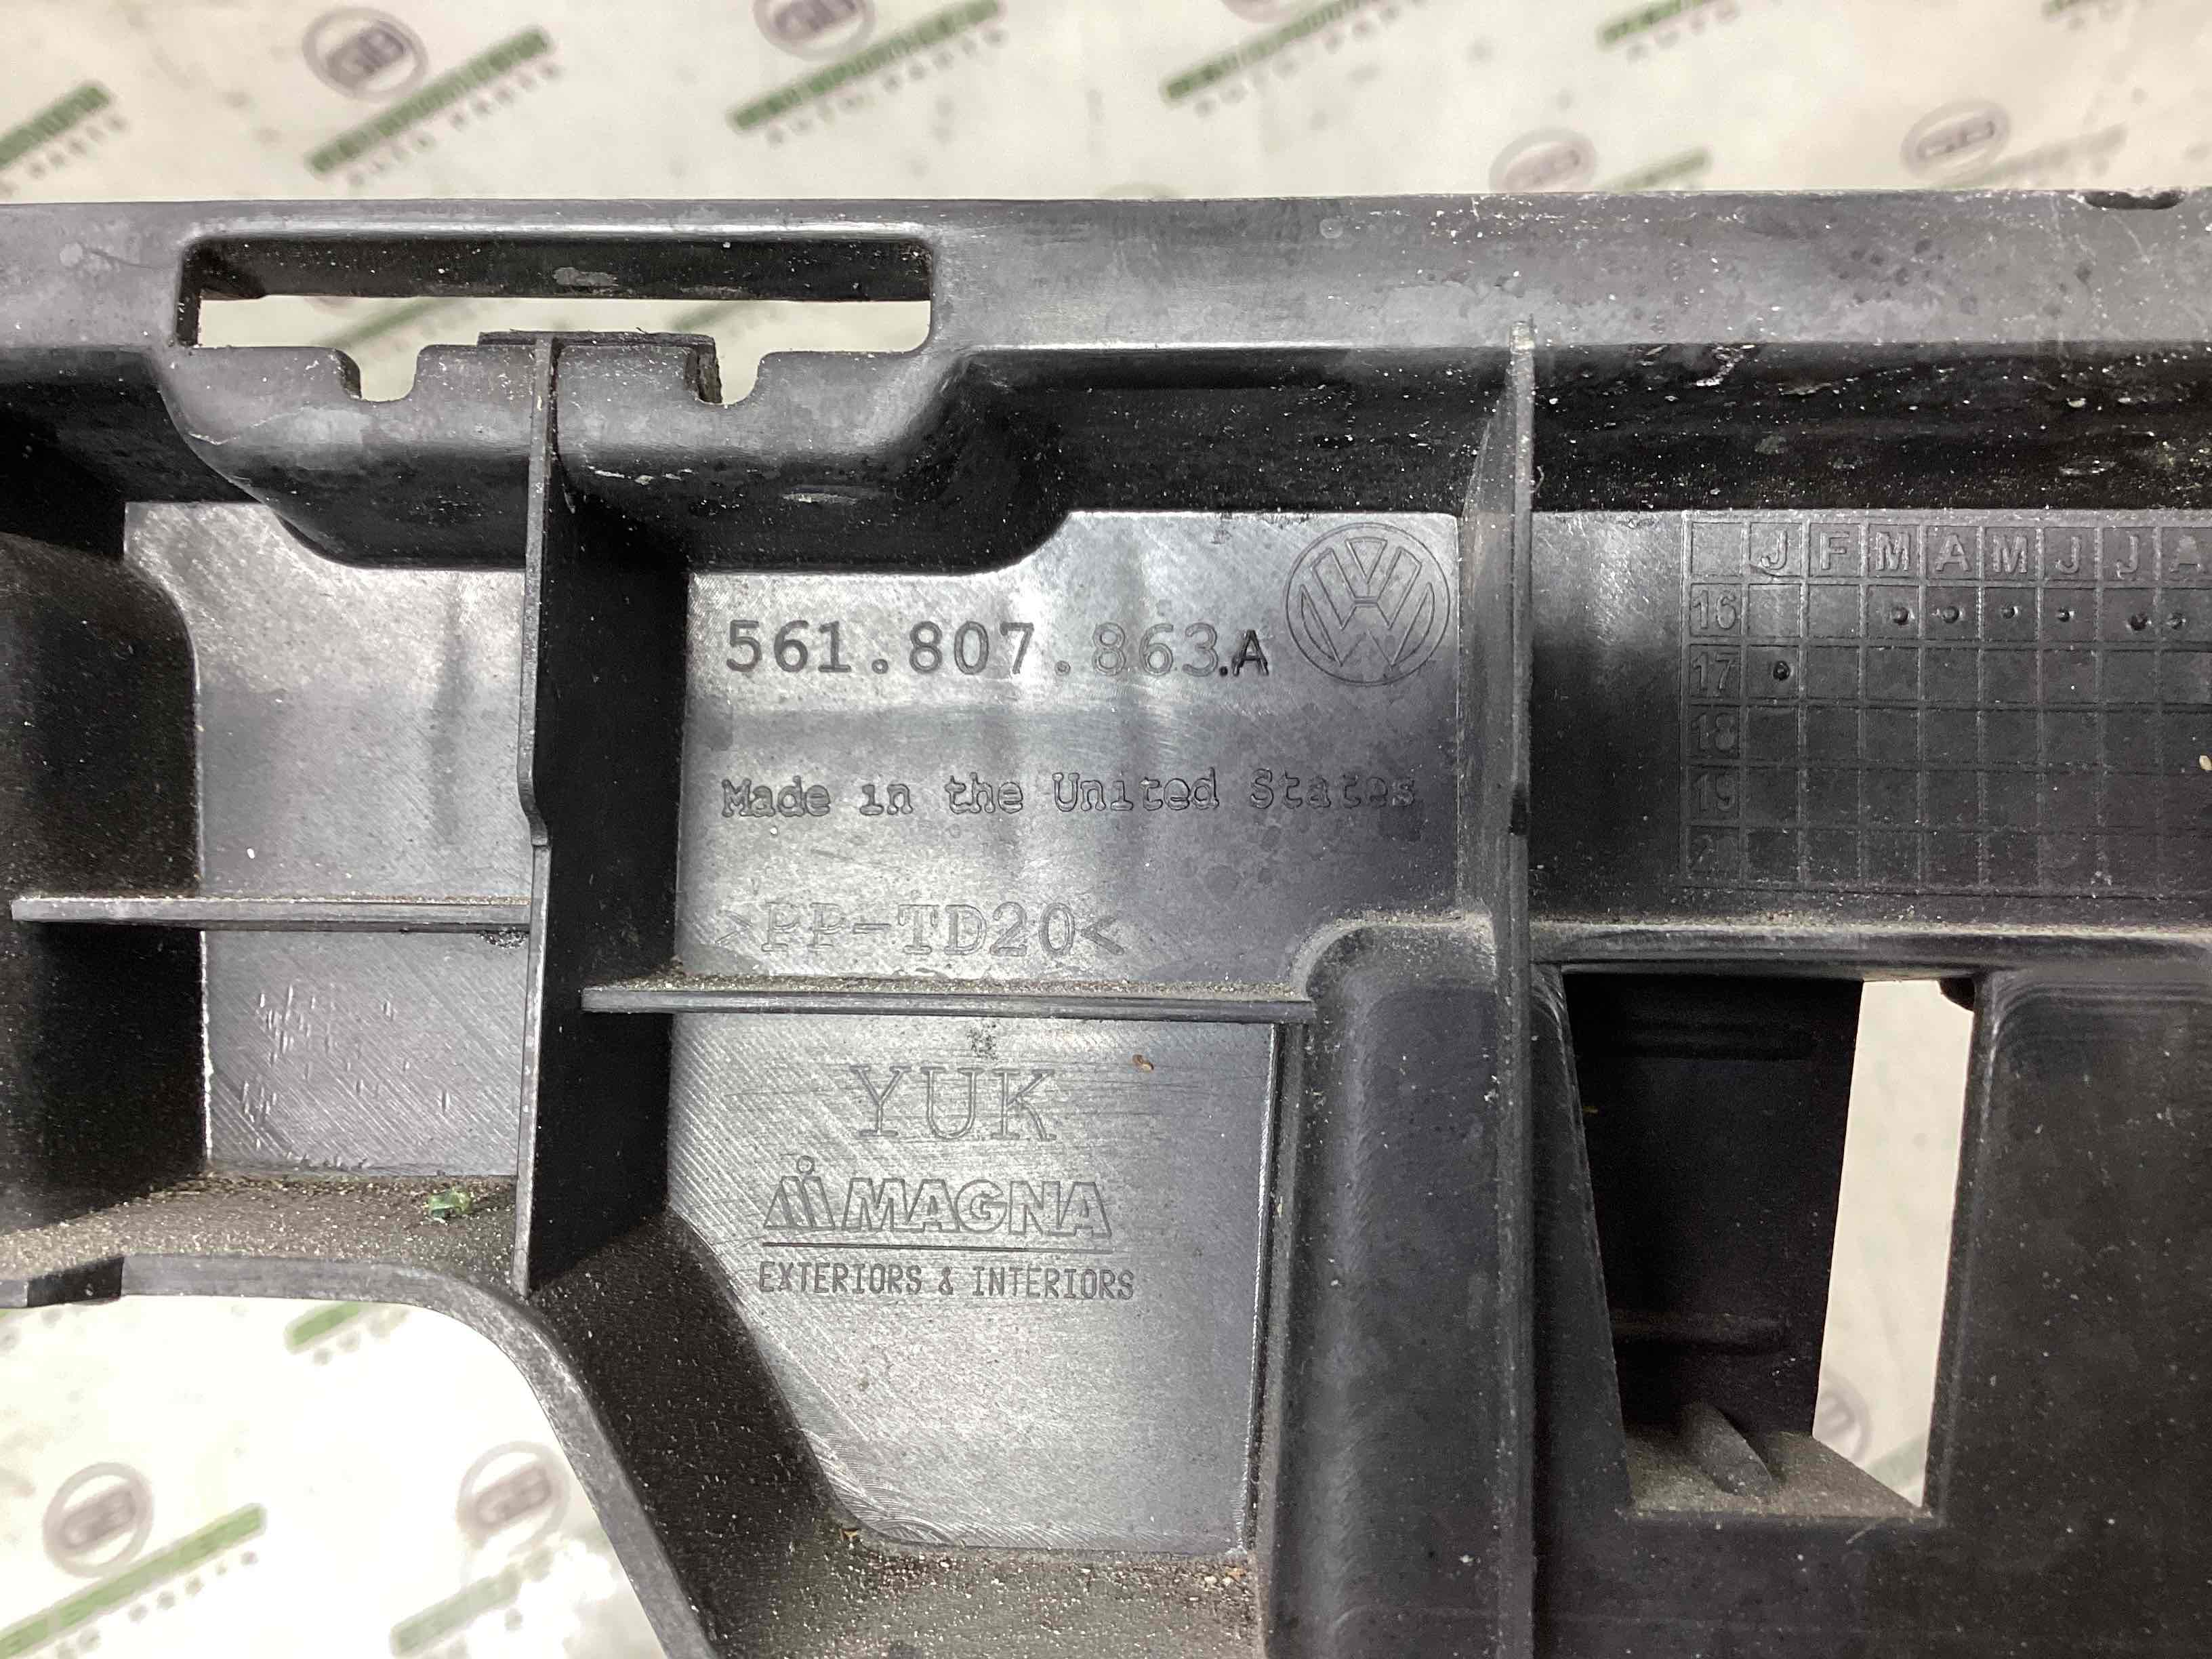 561.807.863.A
Made in the United States
>PP-TD20<
YUK
MAGNA
EXTERIORS & INTERIORS
J F M A M J J A
16
17
18
19